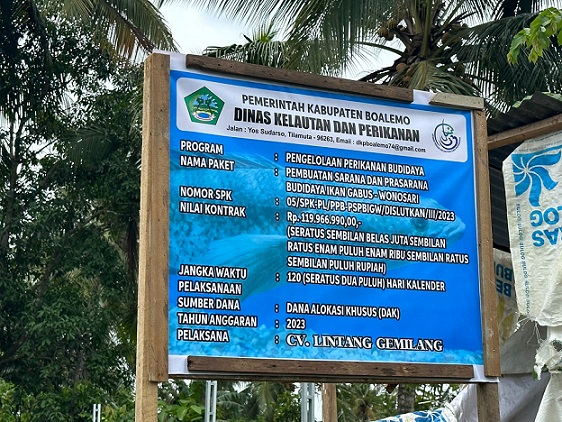 PEMERINTAH KABUPATEN BOALEMO
DINAS KELAUTAN DAN PERIKANAN
Jalan : Yos Sudarso, Tilamuta - 96263, Email : dkpboalemo74@gmail.com
PROGRAM : PENGELOLAAN PERIKANAN BUDIDAYA
NAMA PAKET : PEMBUATAN SARANA DAN PRASARANA
BUDIDAYA IKAN GABUS - WONOSARI
NOMOR SPK : 05/SPK-PL/PPB-PSPBIGW/DISLUTKAN/III/2023
NILAI KONTRAK : Rp.-119.966.990,00,-
(SERATUS SEMBILAN BELAS JUTA SEMBILAN
RATUS ENAM PULUH ENAM RIBU SEMBILAN RATUS
SEMBILAN PULUH RUPIAH)
JANGKA WAKTU
PELAKSANAAN : 120 (SERATUS DUA PULUH) HARI KALENDER
SUMBER DANA : DANA ALOKASI KHUSUS (DAK)
TAHUN ANGGARAN : 2023
PELAKSANA : CV. LINTANG GEMILANG